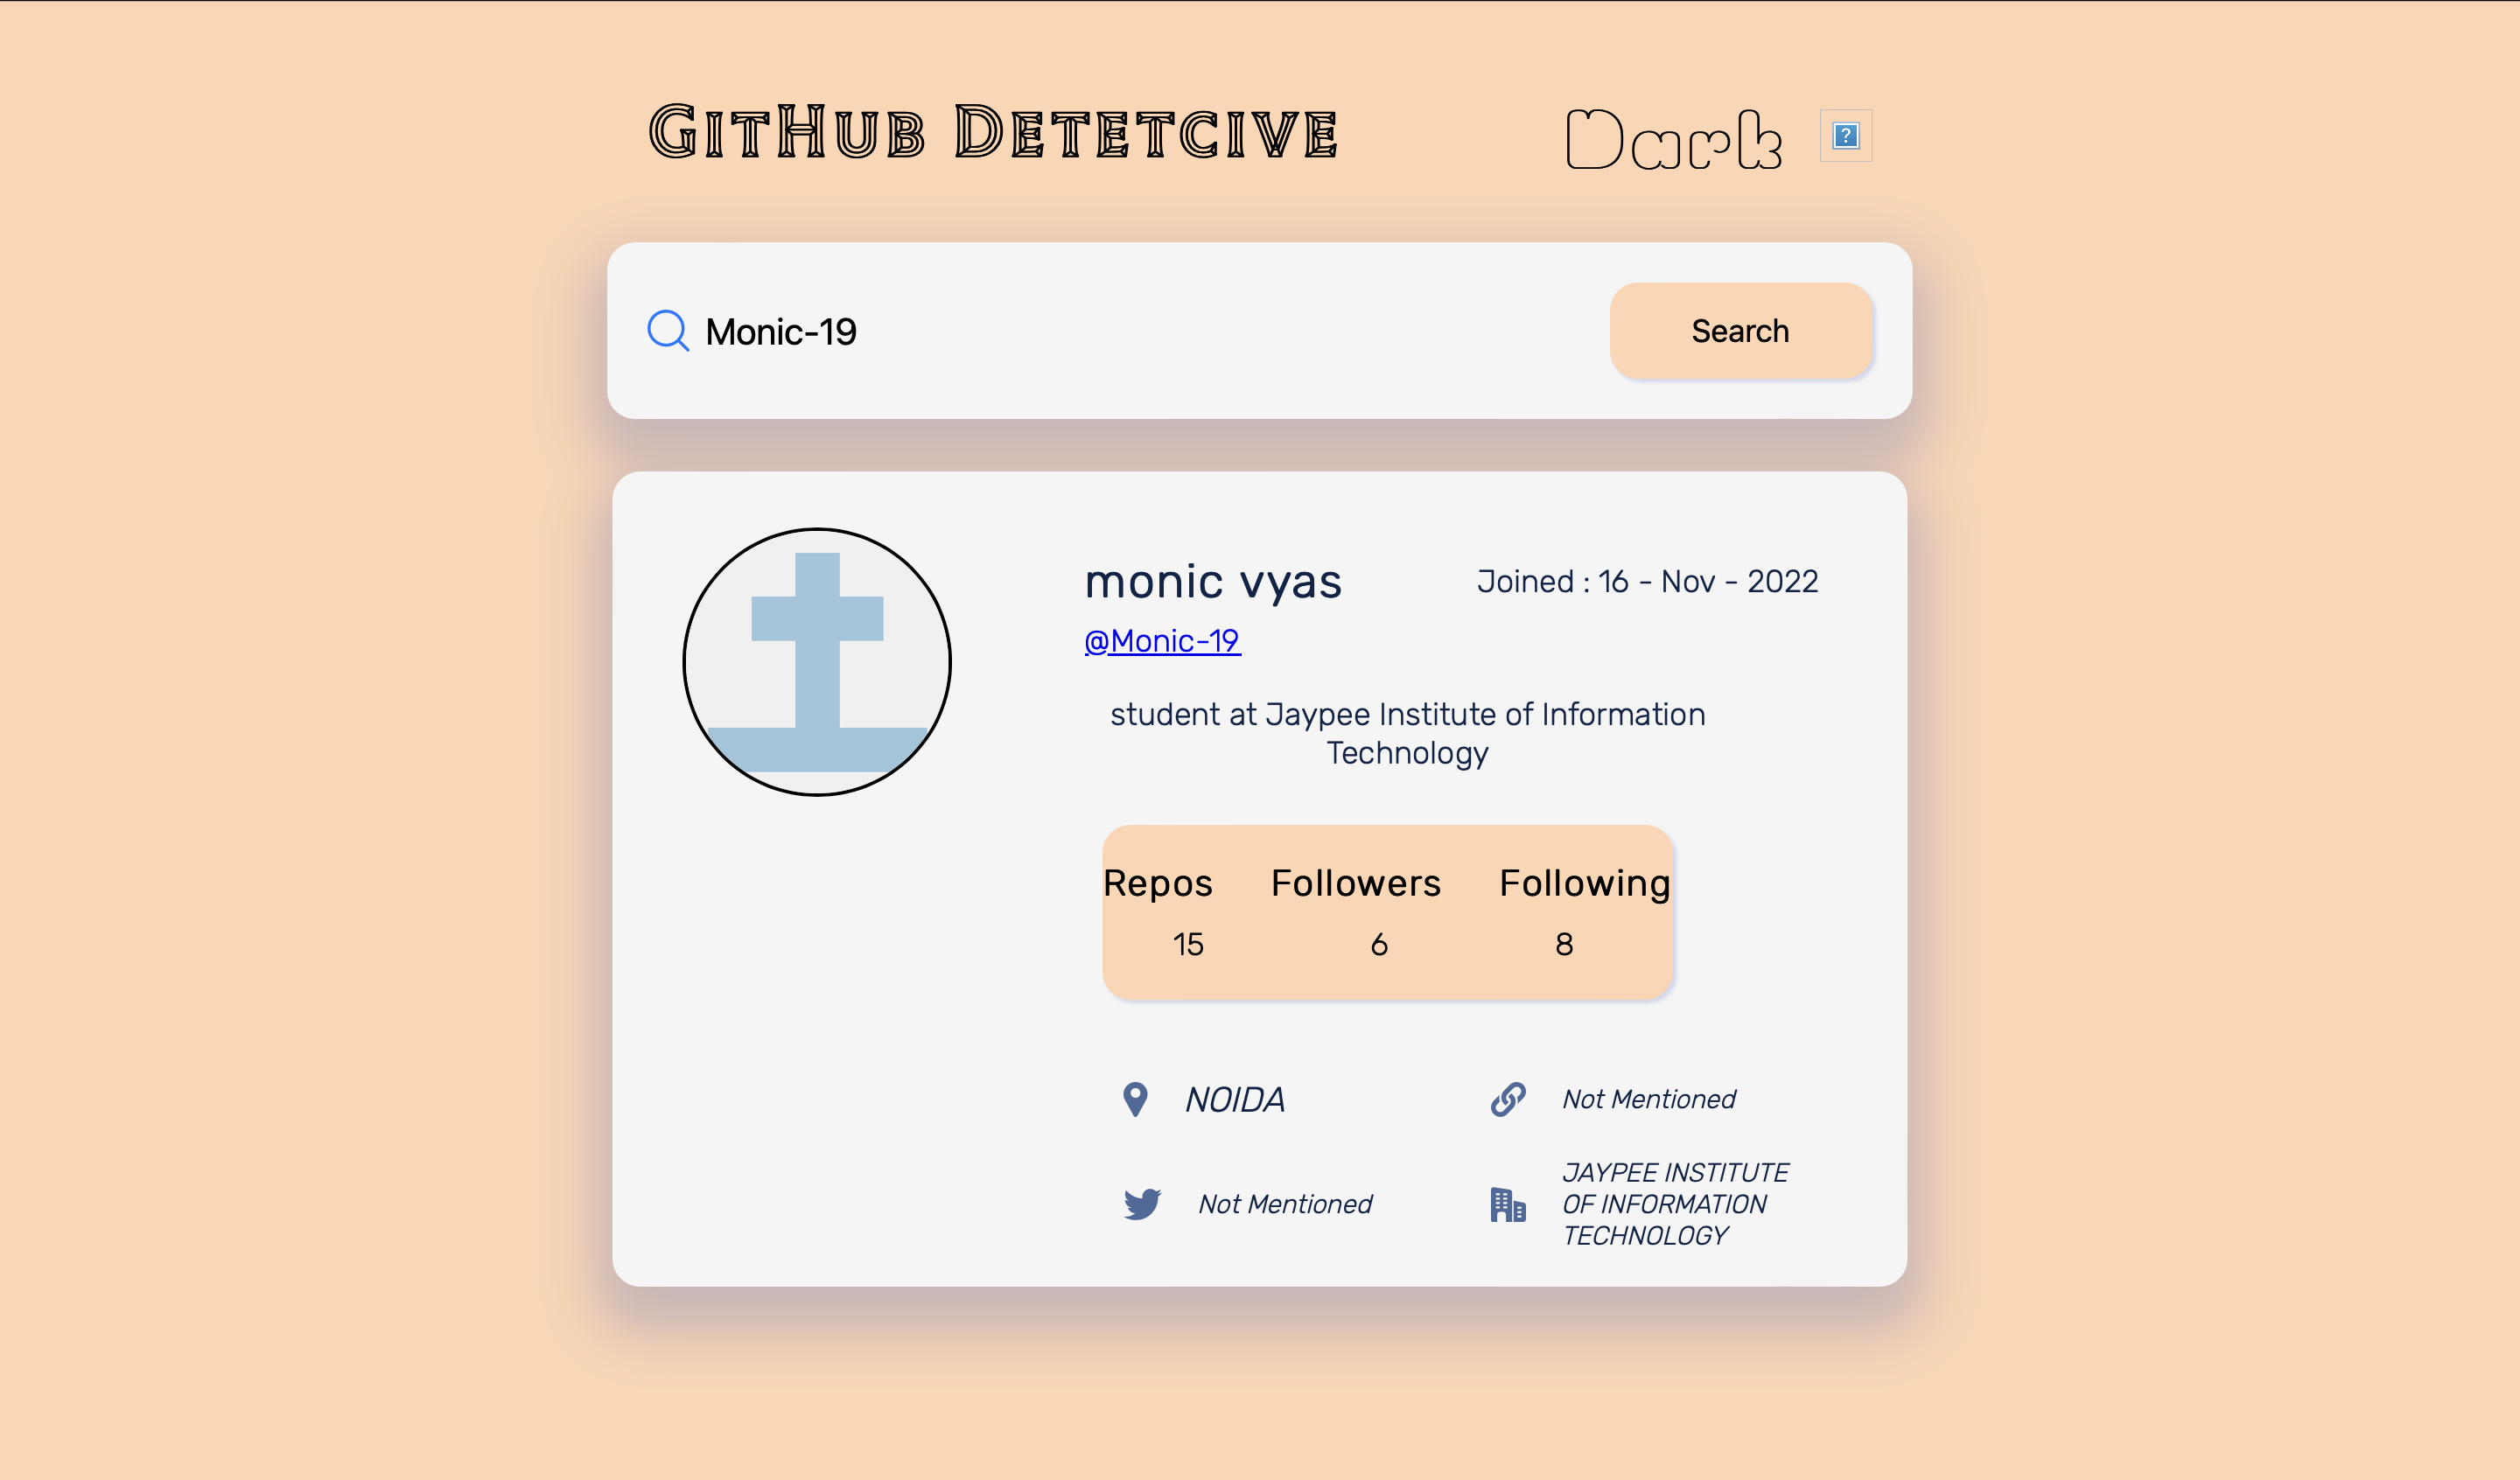 GitHub Detetcive
Dark
Monic-19
Search
monic vyas
Joined : 16 - Nov - 2022
@Monic-19
student at Jaypee Institute of Information
Technology
Repos Followers Following
15 6 8
NOIDA
Not Mentioned
Not Mentioned
JAYPEE INSTITUTE
OF INFORMATION
TECHNOLOGY